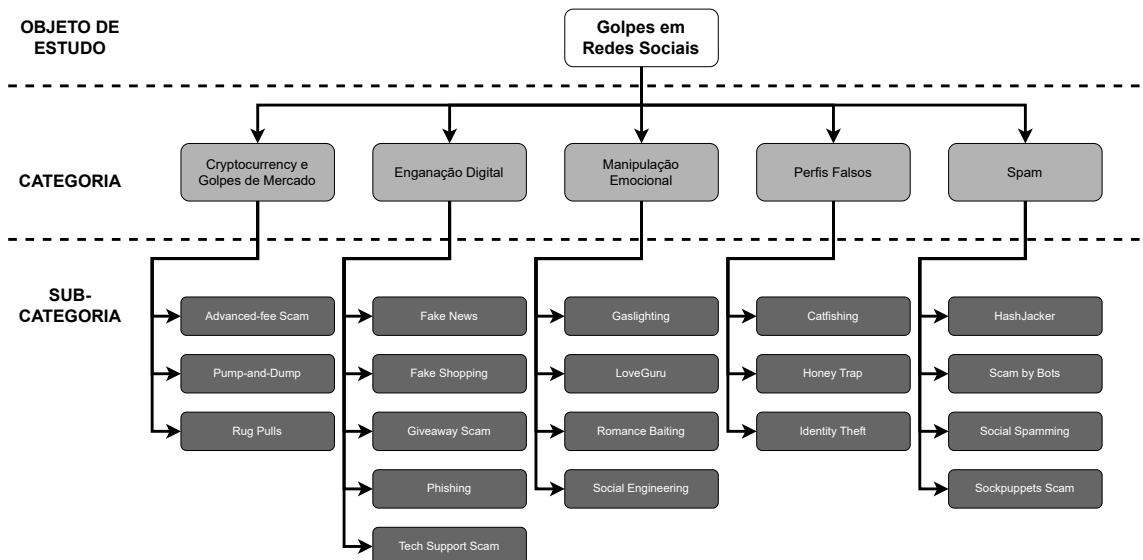 OBJETO DE
ESTUDO
Golpes em
Redes Sociais
CATEGORIA
Cryptocurrency e
Golpes de Mercado
Enganação Digital
Manipulação
Emocional
Perfis Falsos
Spam
SUB-
CATEGORIA
Advanced-fee Scam
Pump-and-Dump
Rug Pulls
Fake News
Fake Shopping
Giveaway Scam
Phishing
Tech Support Scam
Gaslighting
LoveGuru
Romance Baiting
Social Engineering
Catfishing
Honey Trap
Identity Theft
HashJacker
Scam by Bots
Social Spamming
Sockpuppets Scam